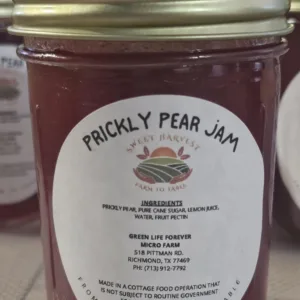 PRICKLY PEAR JAM
SWEET HARVEST
FARM TO TABLE
INGREDIENTS
PRICKLY PEAR, PURE CANE SUGAR, LEMON JUICE,
WATER, FRUIT PECTIN
GREEN LIFE FOREVER
MICRO FARM
518 PITTMAN RD.
RICHMOND, TX 77469
PH: (713) 912-7792
MADE IN A COTTAGE FOOD OPERATION THAT
IS NOT SUBJECT TO ROUTINE GOVERNMENT
FROM
PEAR